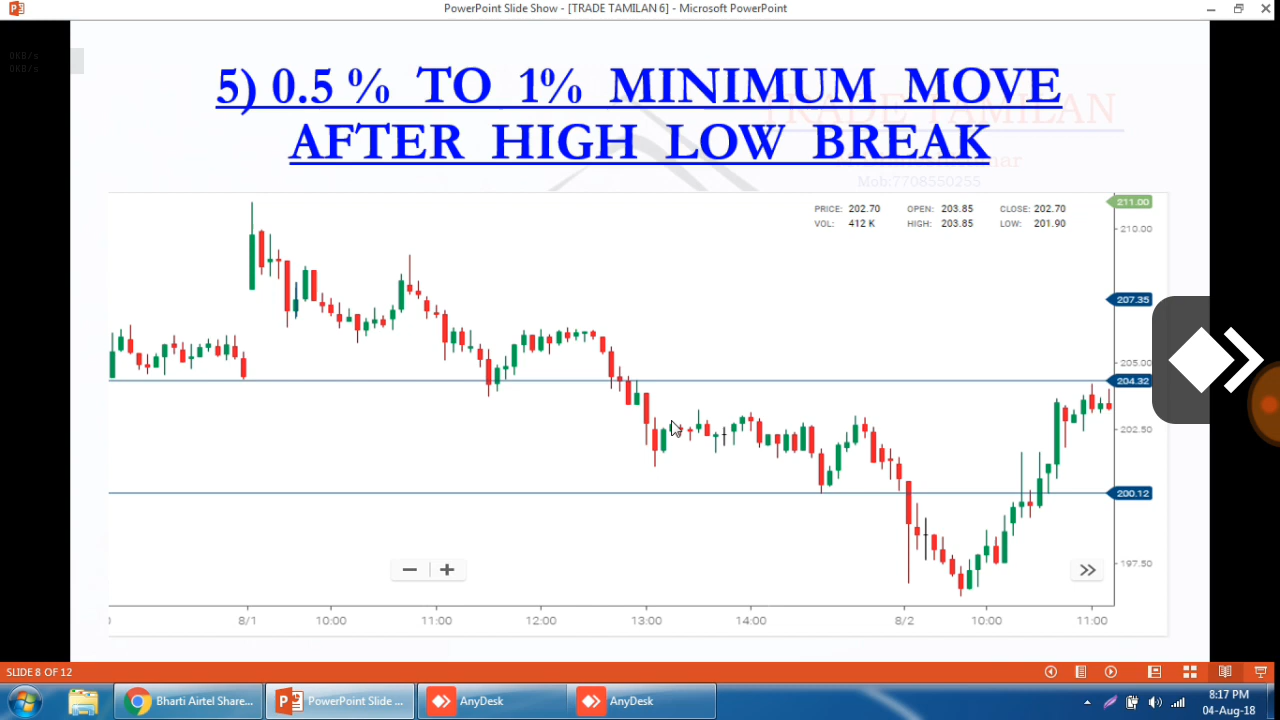 PowerPoint Slide Show - [TRADE TAMILAN 6] - Microsoft PowerPoint
0KB/s
0KB/s
5) 0.5 % TO 1% MINIMUM MOVE
AFTER HIGH LOW BREAK
TRADE TAMILAN
Mob:7708550255
PRICE: 202.70 OPEN: 203.85 CLOSE: 202.70
VOL: 412 K HIGH: 203.85 LOW: 201.90
211.00
210.00
207.35
205.00
204.32
202.50
200.12
197.50
8/1 10:00 11:00 12:00 13:00 14:00 8/2 10:00 11:00
SLIDE 8 OF 12
Bharti Airtel Share... PowerPoint Slide ... AnyDesk AnyDesk
8:17 PM
04-Aug-18